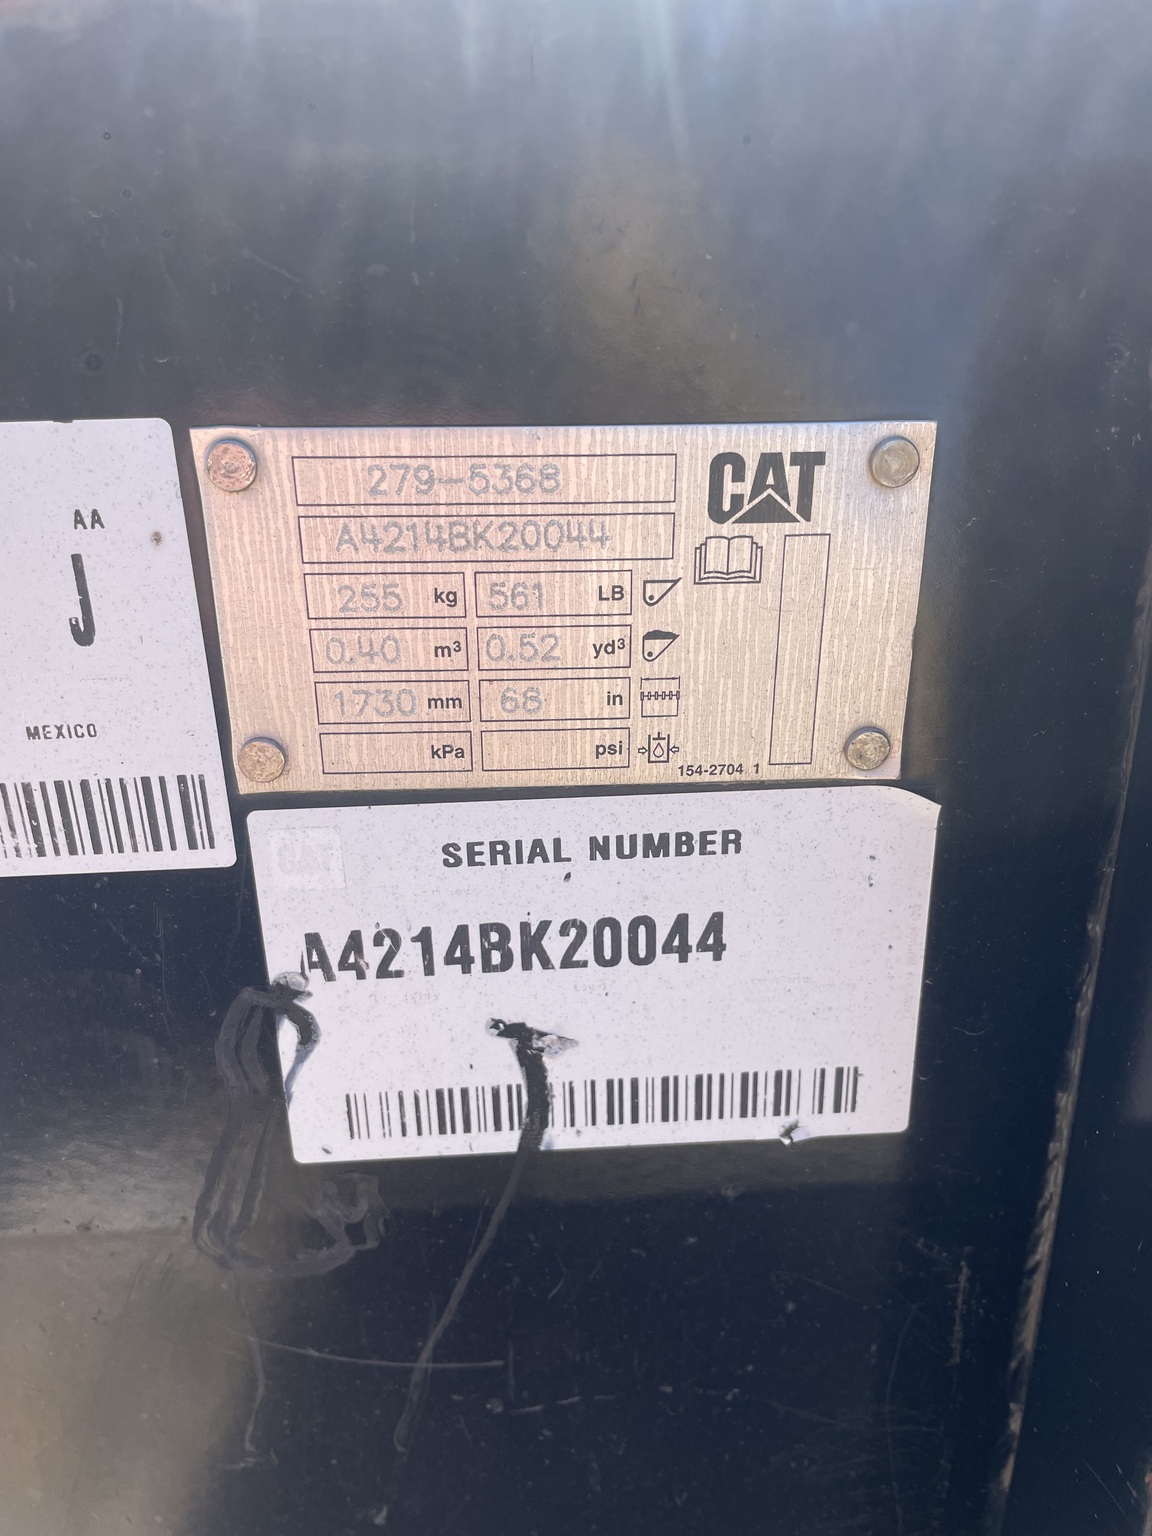 AA
J
MEXICO
CAT
279-5368
A4214BK20044
255 kg 561 LB
0.40 m³ 0.52 yd³
1730 mm 68 in
kPa psi
154-2704 1
SERIAL NUMBER
A4214BK20044